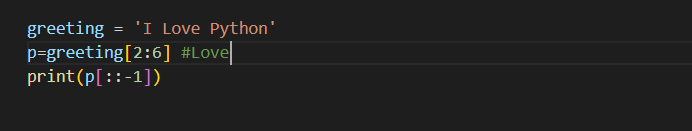 greeting = 'I Love Python'
p=greeting[2:6] #Love
print(p[::-1])